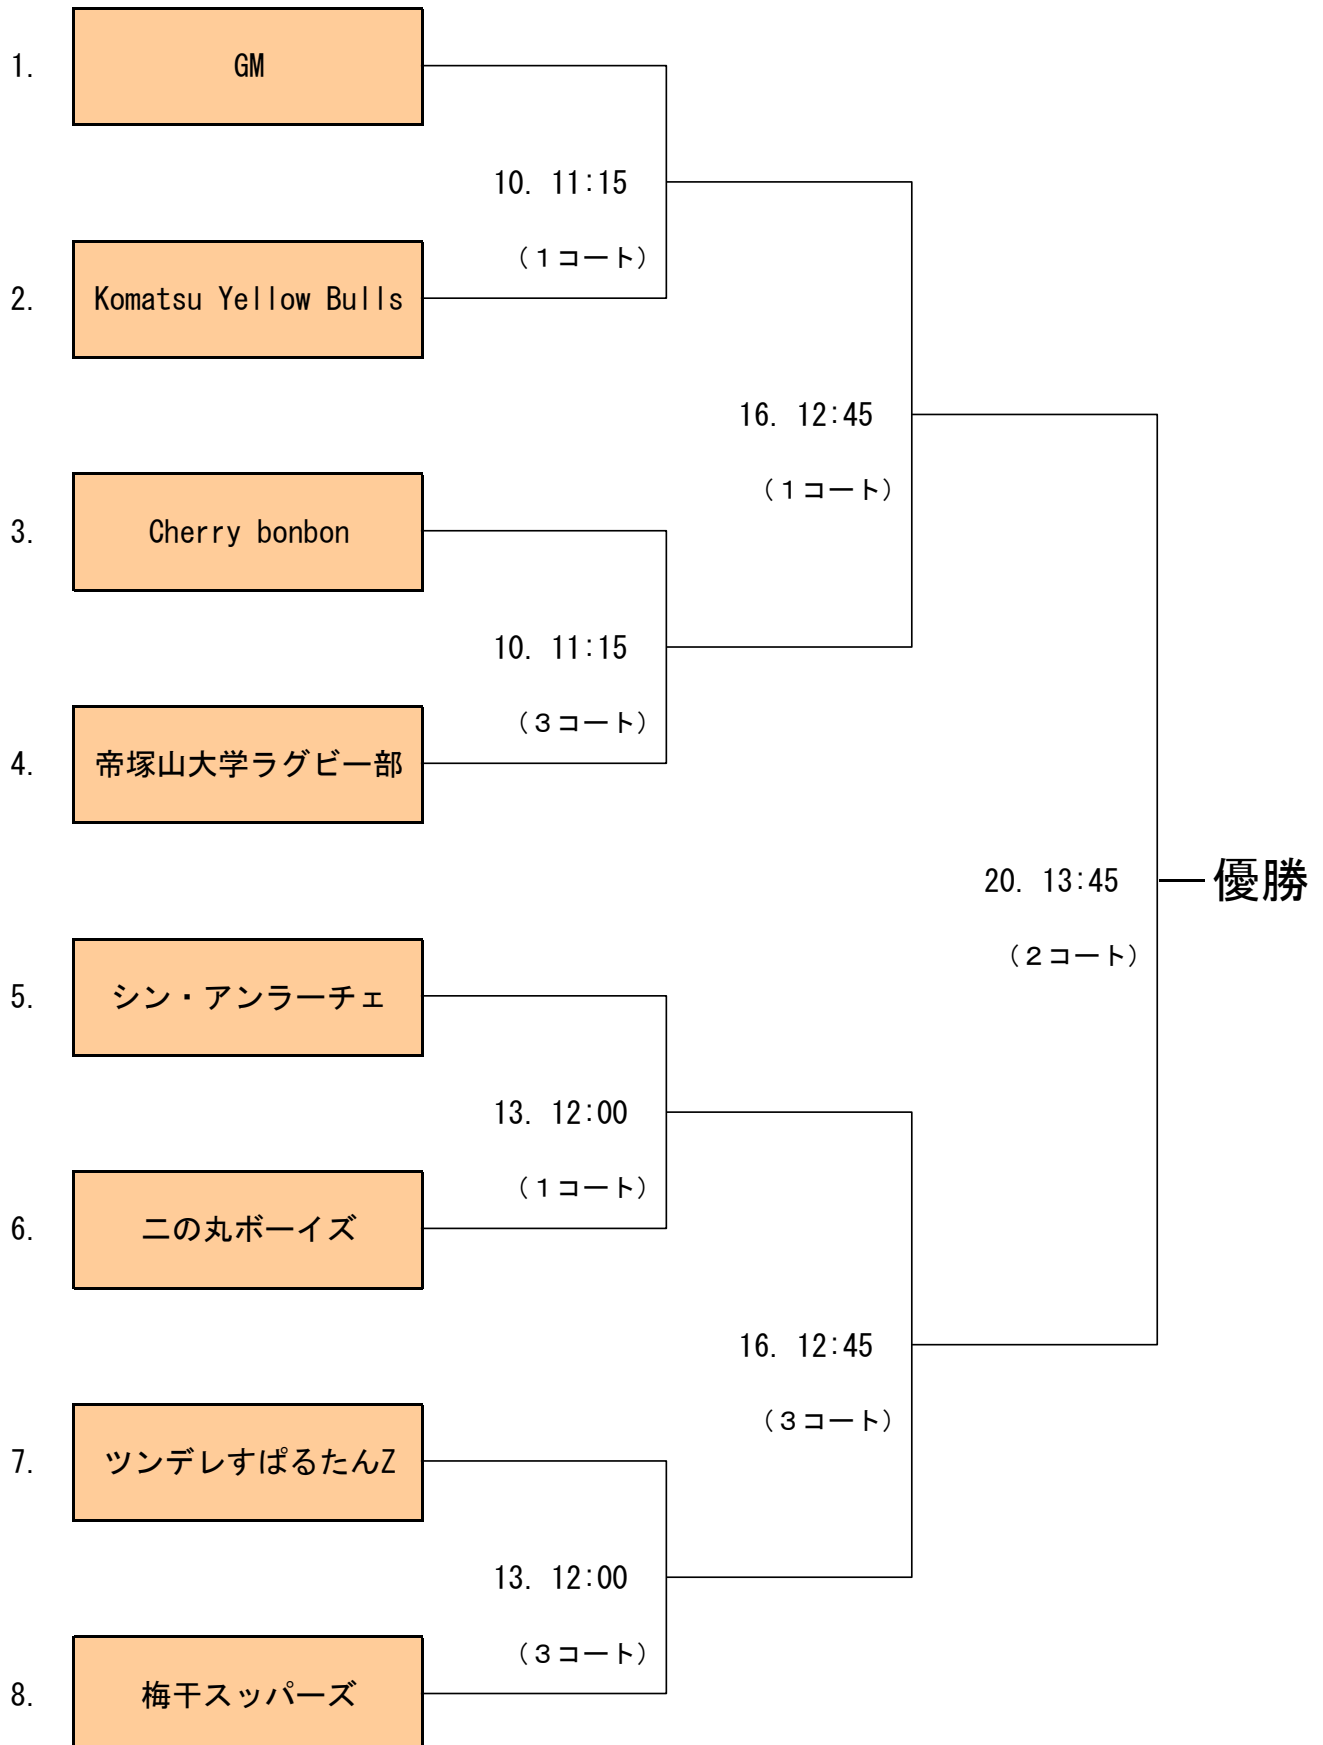 1.
GM
10. 11:15
(1コート)
2.
Komatsu Yellow Bulls
16. 12:45
(1コート)
3.
Cherry bonbon
10. 11:15
(3コート)
4.
帝塚山大学ラグビー部
20. 13:45
優勝
(2コート)
5.
シン・アンラーチェ
13. 12:00
(1コート)
6.
二の丸ボーイズ
16. 12:45
(3コート)
7.
ツンデレすぱるたんZ
13. 12:00
(3コート)
8.
梅干スッパーズ